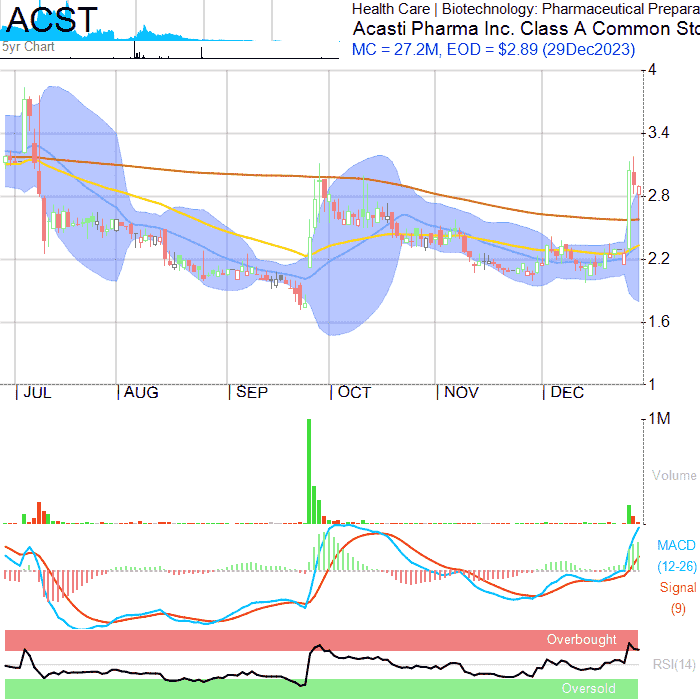 ACST
5yr Chart
Health Care | Biotechnology: Pharmaceutical Prepara
Acasti Pharma Inc. Class A Common Sto
MC = 27.2M, EOD = $2.89 (29Dec2023)
4
3.4
2.8
2.2
1.6
1
JUL AUG SEP OCT NOV DEC
1M
Volume
MACD
(12-26)
Signal
(9)
Overbought
RSI(14)
Oversold